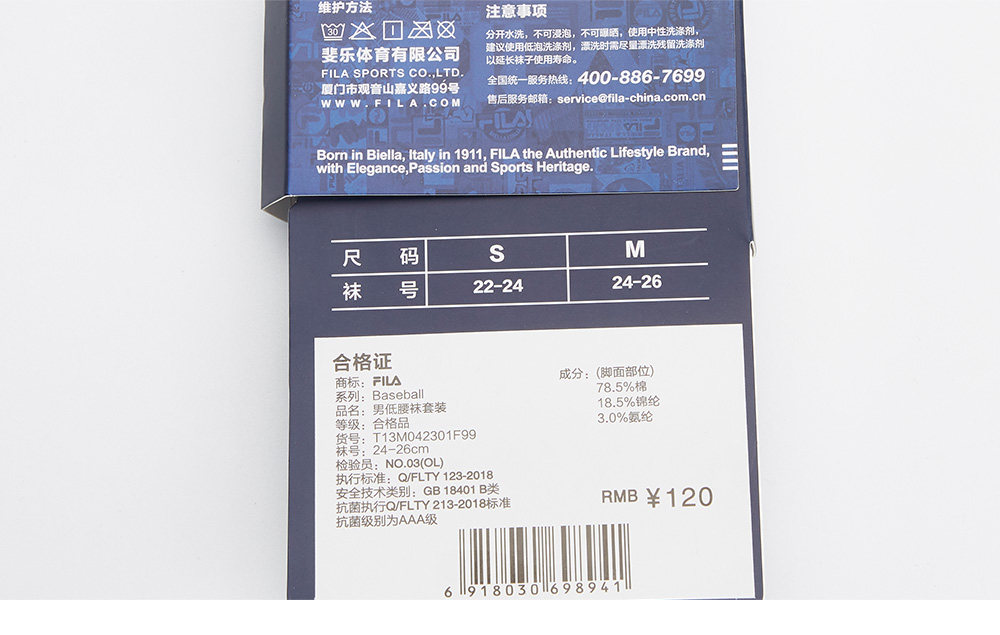 维护方法
30
斐乐体育有限公司
FILA SPORTS CO.,LTD.
厦门市观音山嘉义路99号
WWW.FILA.COM
注意事项
分开水洗，不可浸泡，不可曝晒，使用中性洗涤剂，
建议使用低泡洗涤剂，漂洗时需尽量漂洗残留洗涤剂
以延长袜子使用寿命。
全国统一服务热线：400-886-7699
售后服务邮箱：service@fila-china.com.cn
Born in Biella, Italy in 1911, FILA the Authentic Lifestyle Brand,
with Elegance,Passion and Sports Heritage.
尺 码 S M
袜 号 22-24 24-26
合格证
商标：FILA
系列：Baseball
品名：男低腰袜套装
等级：合格品
货号：T13M042301F99
袜号：24-26cm
检验员：NO.03(OL)
执行标准：Q/FLTY 123-2018
安全技术类别：GB 18401 B类
抗菌执行Q/FLTY 213-2018标准
抗菌级别为AAA级
成分：(脚面部位)
78.5%棉
18.5%锦纶
3.0%氨纶
RMB ¥120
6 918030 698941